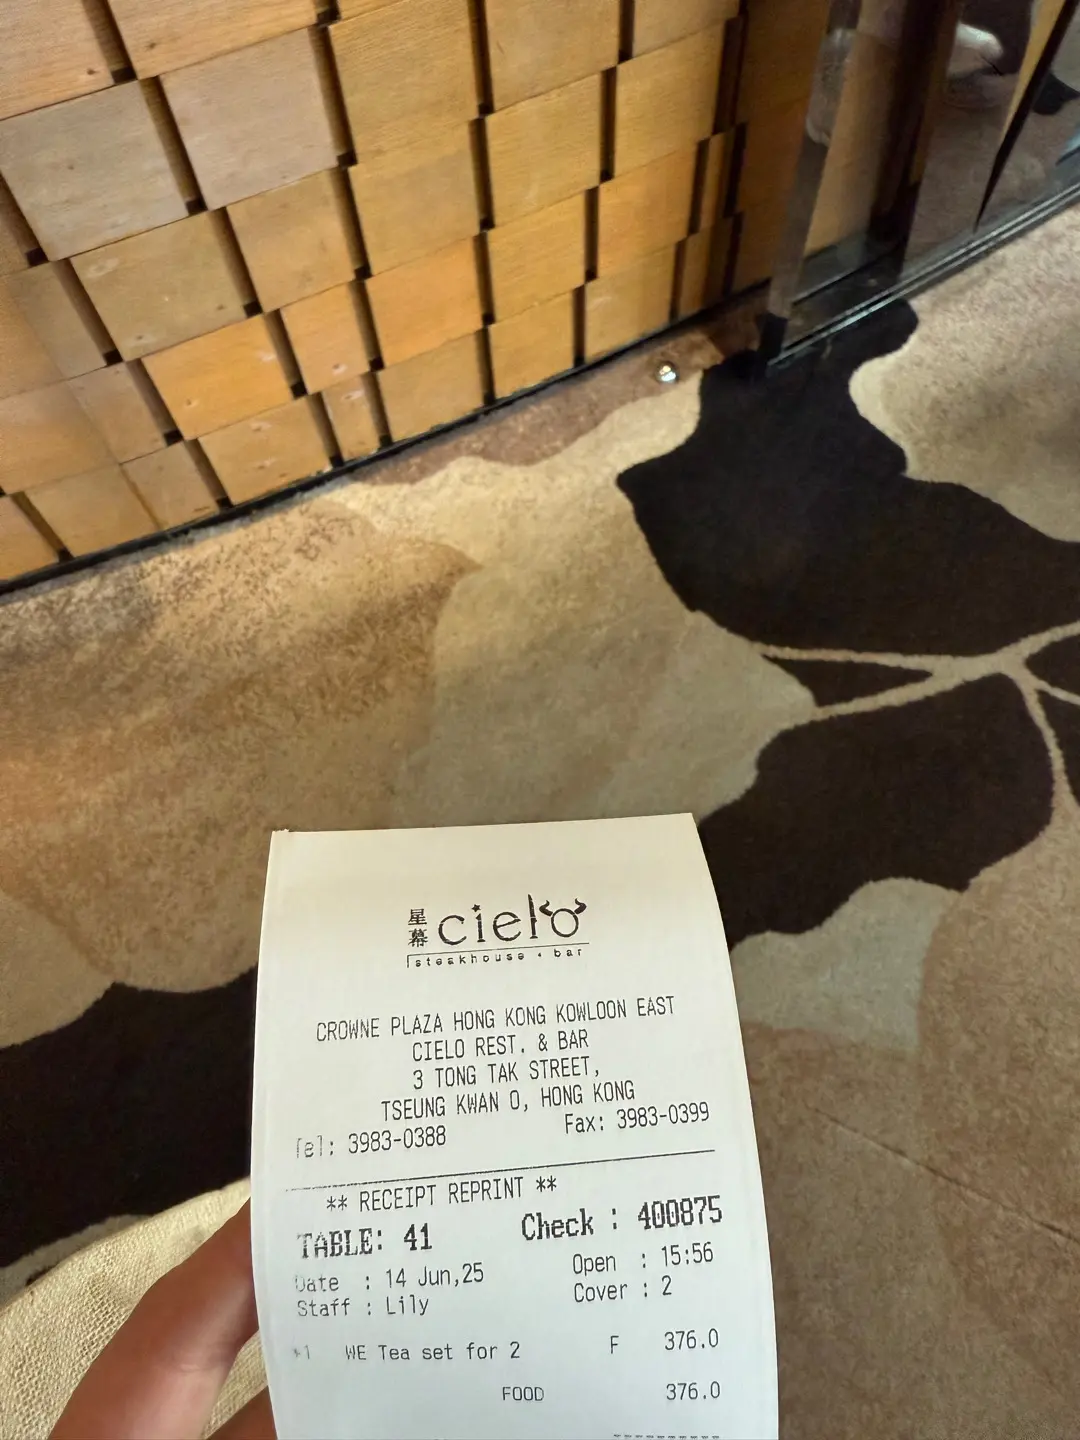 星幕 cielo
steakhouse • bar
CROWNE PLAZA HONG KONG KOWLOON EAST
CIELO REST. & BAR
3 TONG TAK STREET,
TSEUNG KWAN O, HONG KONG
Tel: 3983-0388 Fax: 3983-0399
** RECEIPT REPRINT **
TABLE: 41 Check : 400875
Date : 14 Jun,25 Open : 15:56
Staff : Lily Cover : 2
*1 WE Tea set for 2 F 376.0
FOOD 376.0